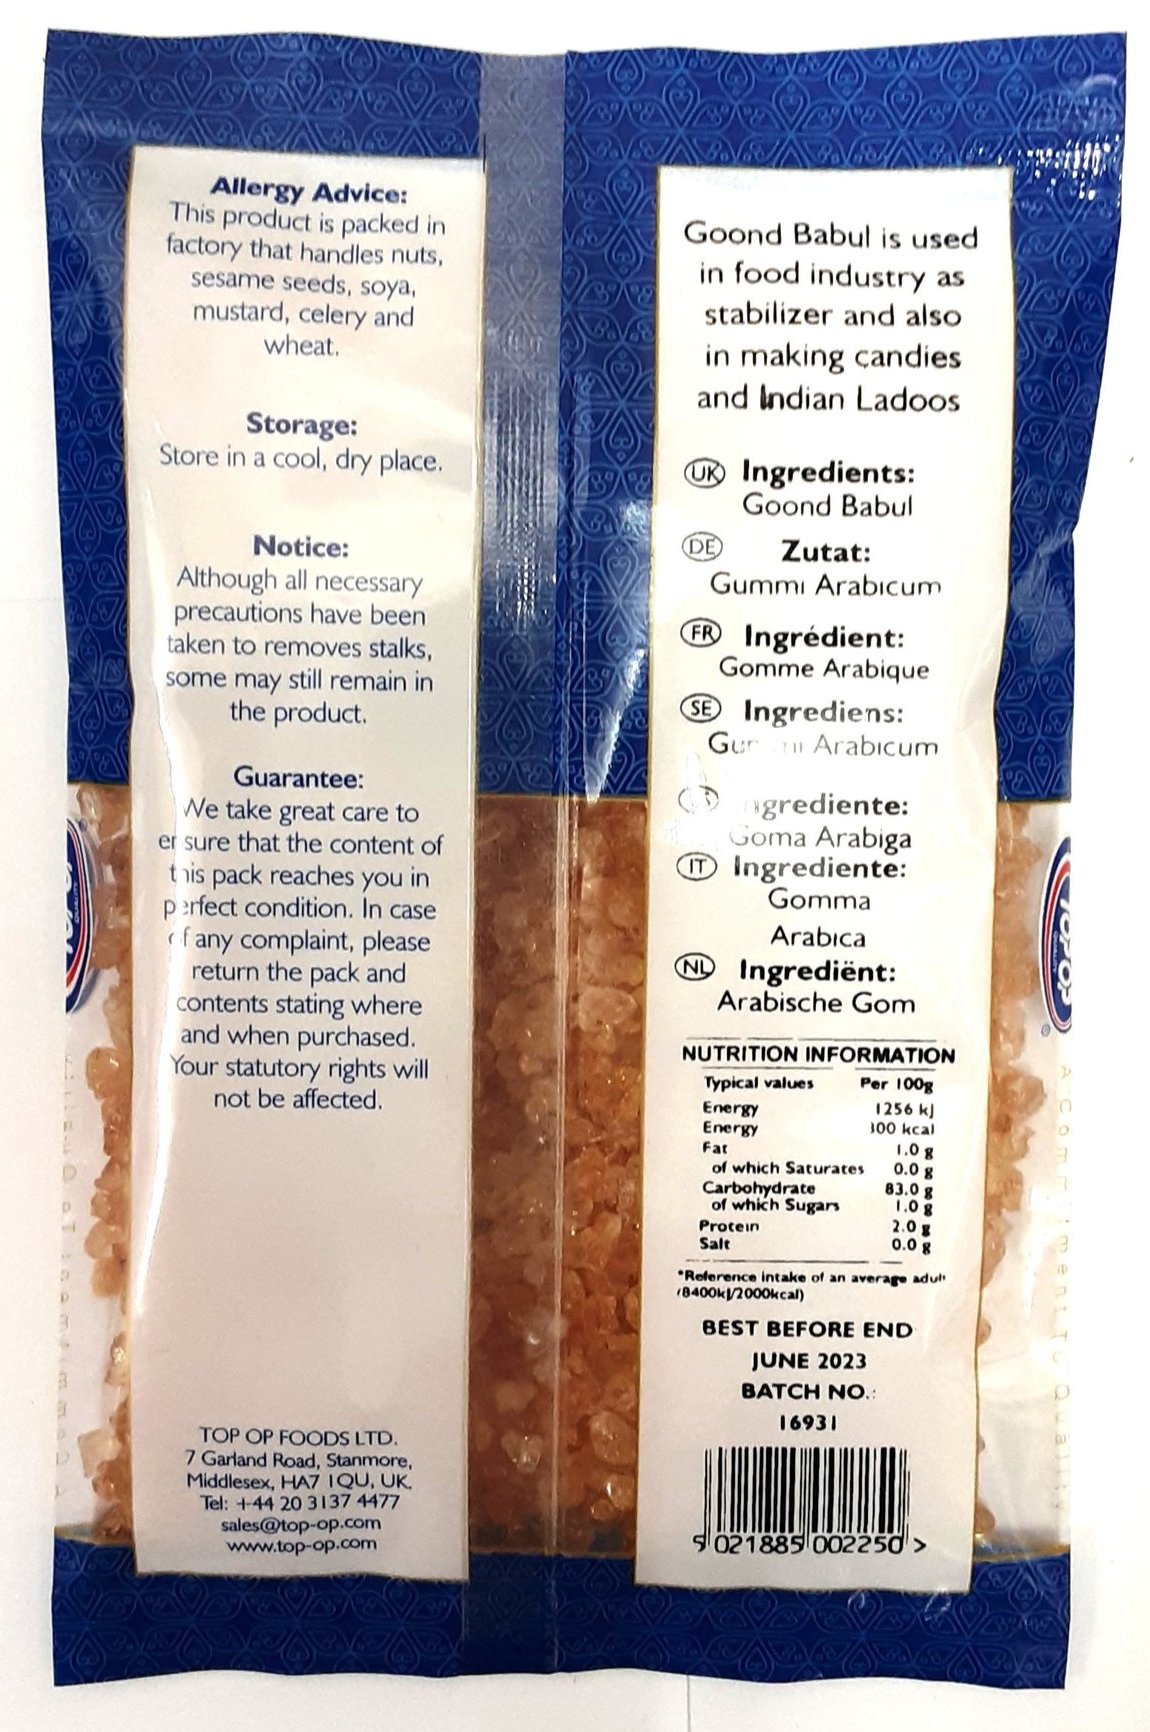 Allergy Advice:
This product is packed in
factory that handles nuts,
sesame seeds, soya,
mustard, celery and
wheat.
Storage:
Store in a cool, dry place.
Notice:
Although all necessary
precautions have been
taken to removes stalks,
some may still remain in
the product.
Guarantee:
We take great care to
ensure that the content of
this pack reaches you in
perfect condition. In case
of any complaint, please
return the pack and
contents stating where
and when purchased.
Your statutory rights will
not be affected.
TOP OP FOODS LTD.
7 Garland Road, Stanmore,
Middlesex, HA7 1QU, UK.
Tel: +44 20 3137 4477
sales@top-op.com
www.top-op.com
Goond Babul is used
in food industry as
stabilizer and also
in making candies
and Indian Ladoos
UK Ingredients:
Goond Babul
DE Zutat:
Gummi Arabicum
FR Ingrédient:
Gomme Arabique
SE Ingrediens:
Gummi Arabicum
Ingrediente:
Goma Arabiga
IT Ingrediente:
Gomma
Arabica
NL Ingrediënt:
Arabische Gom
NUTRITION INFORMATION
Typical values Per 100g
Energy 1256 kJ
Energy 300 kcal
Fat 1.0 g
of which Saturates 0.0 g
Carbohydrate 83.0 g
of which Sugars 1.0 g
Protein 2.0 g
Salt 0.0 g
*Reference intake of an average adult
(8400kJ/2000kcal)
BEST BEFORE END
JUNE 2023
BATCH NO.:
16931
5 021885 002250 >
TOP-OP
A Commitment To Quality